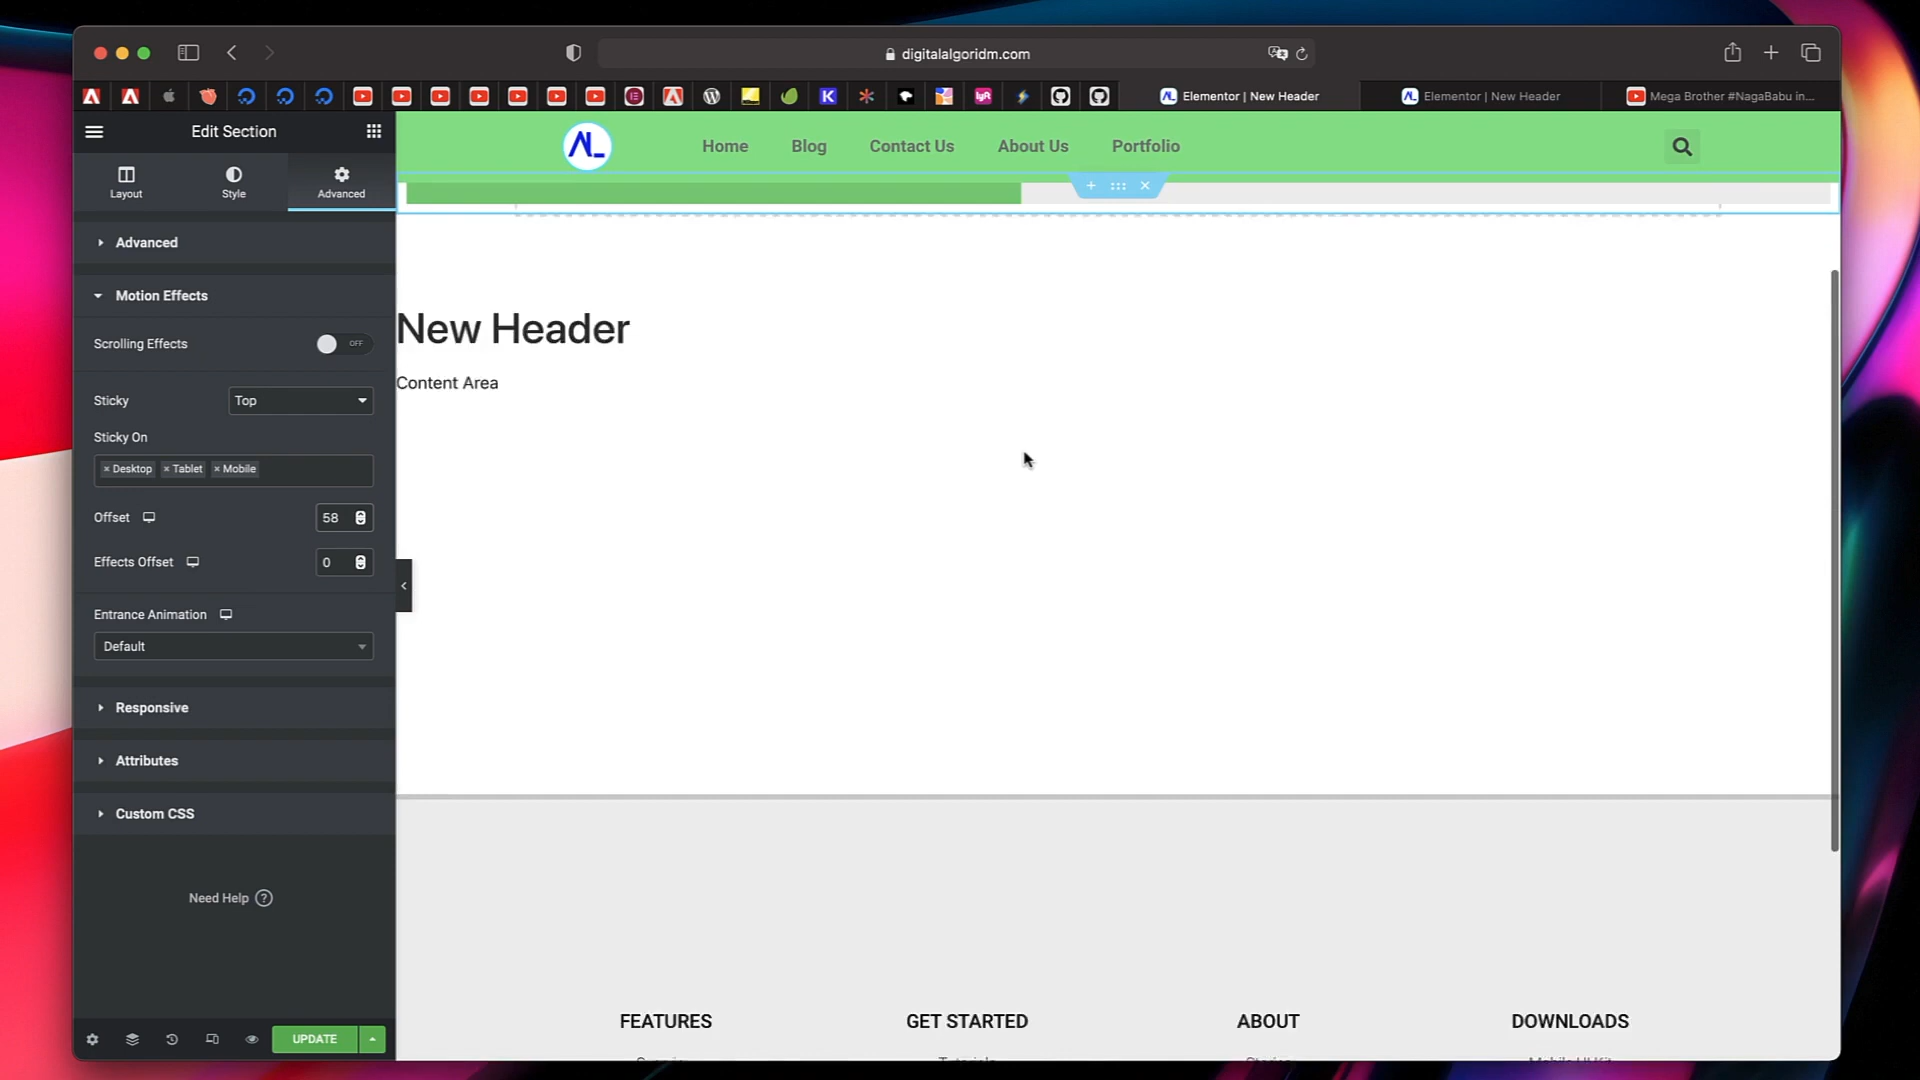 digitalalgoridm.com
Elementor | New Header
Elementor | New Header
Mega Brother #NagaBabu in...
Edit Section
Layout
Style
Advanced
Advanced
Motion Effects
Scrolling Effects
OFF
Sticky
Top
Sticky On
× Desktop × Tablet × Mobile
Offset
58
Effects Offset
0
Entrance Animation
Default
Responsive
Attributes
Custom CSS
Need Help ?
UPDATE
Home
Blog
Contact Us
About Us
Portfolio
New Header
Content Area
FEATURES
GET STARTED
ABOUT
DOWNLOADS